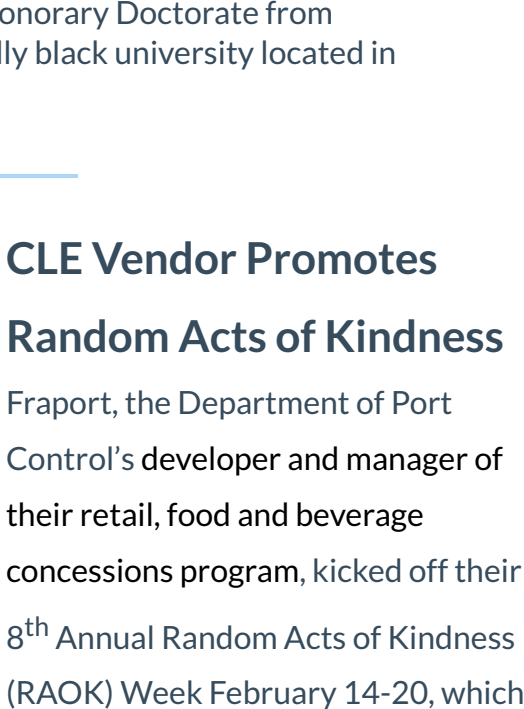 onorary Doctorate from
lly black university located in
CLE Vendor Promotes
Random Acts of Kindness
Fraport, the Department of Port
Control’s developer and manager of
their retail, food and beverage
concessions program, kicked off their
8th Annual Random Acts of Kindness
(RAOK) Week February 14-20, which